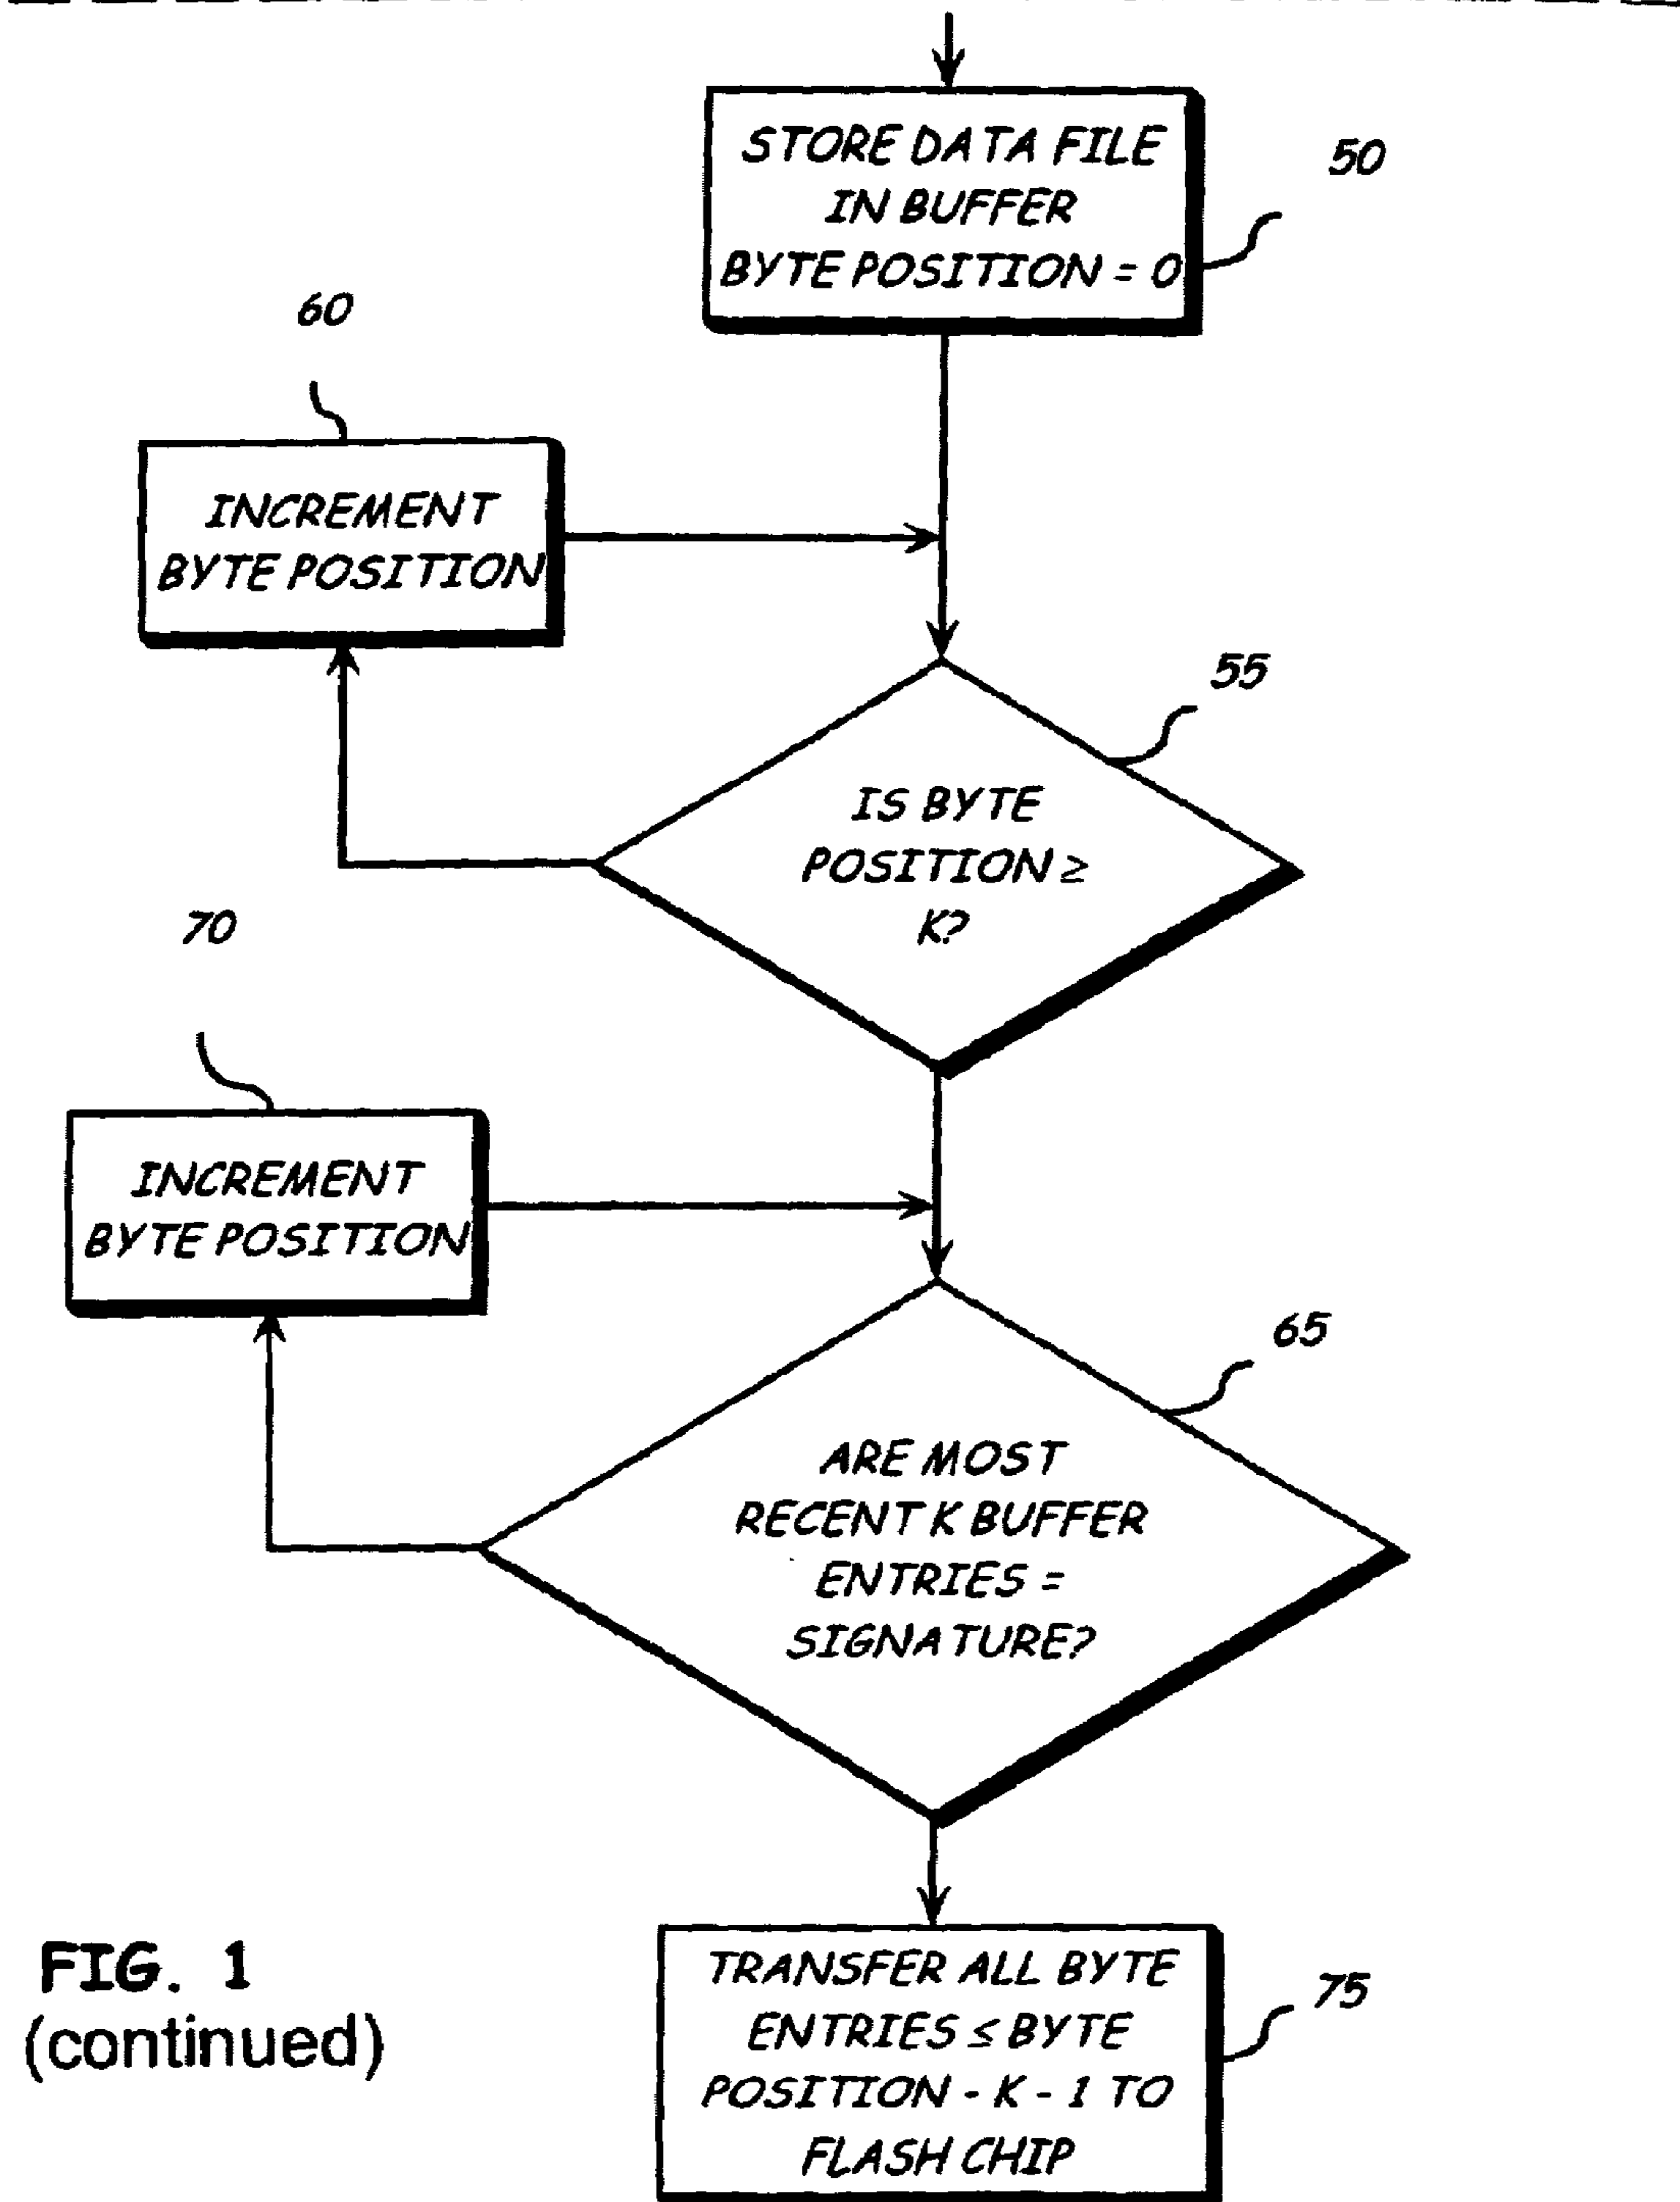 STORE DATA FILE
IN BUFFER
BYTE POSITION = 0
50
60
INCREMENT
BYTE POSITION
55
IS BYTE
POSITION ≥
K?
70
INCREMENT
BYTE POSITION
65
ARE MOST
RECENT K BUFFER
ENTRIES =
SIGNATURE?
TRANSFER ALL BYTE
ENTRIES ≤ BYTE
POSITION - K - 1 TO
FLASH CHIP
75
FIG. 1
(continued)